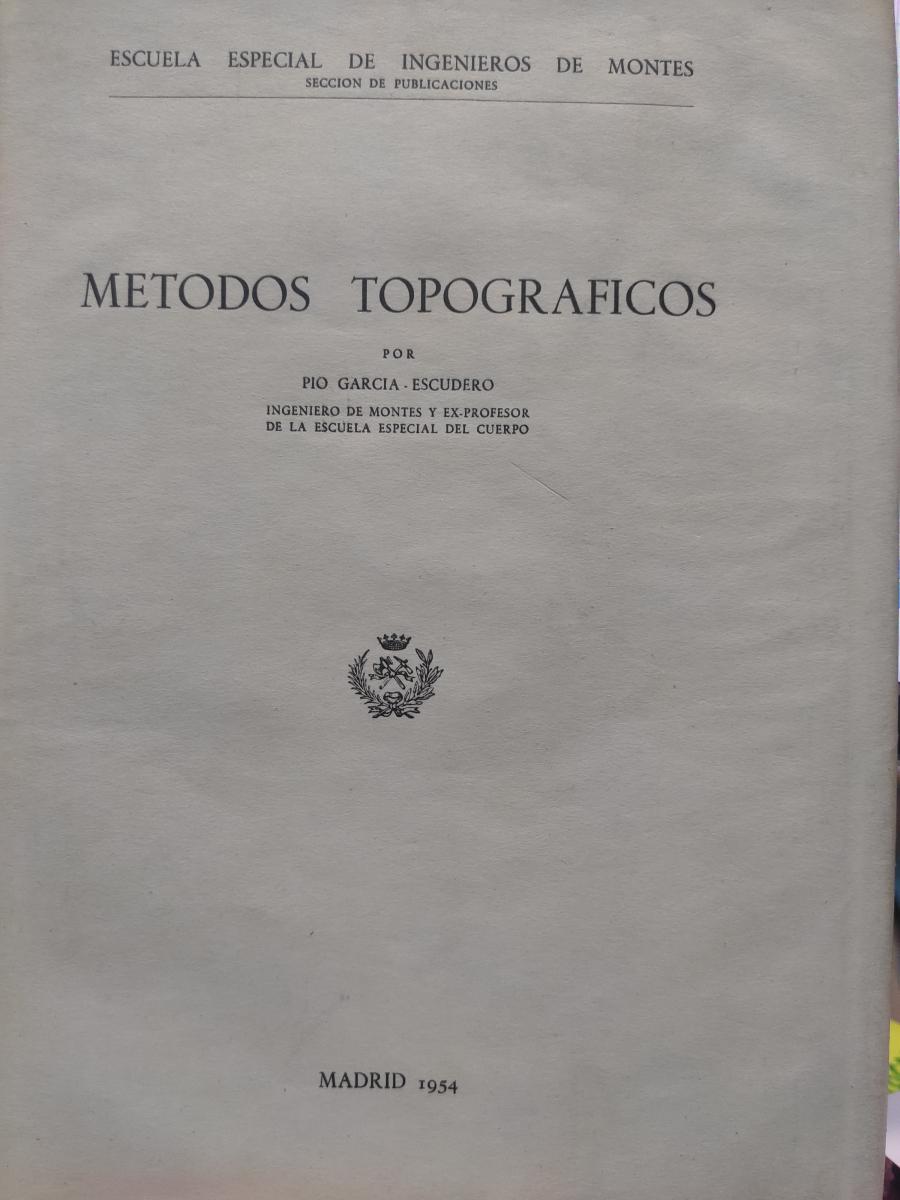 ESCUELA ESPECIAL DE INGENIEROS DE MONTES
SECCION DE PUBLICACIONES
METODOS TOPOGRAFICOS
POR
PIO GARCIA - ESCUDERO
INGENIERO DE MONTES Y EX-PROFESOR
DE LA ESCUELA ESPECIAL DEL CUERPO
MADRID 1954